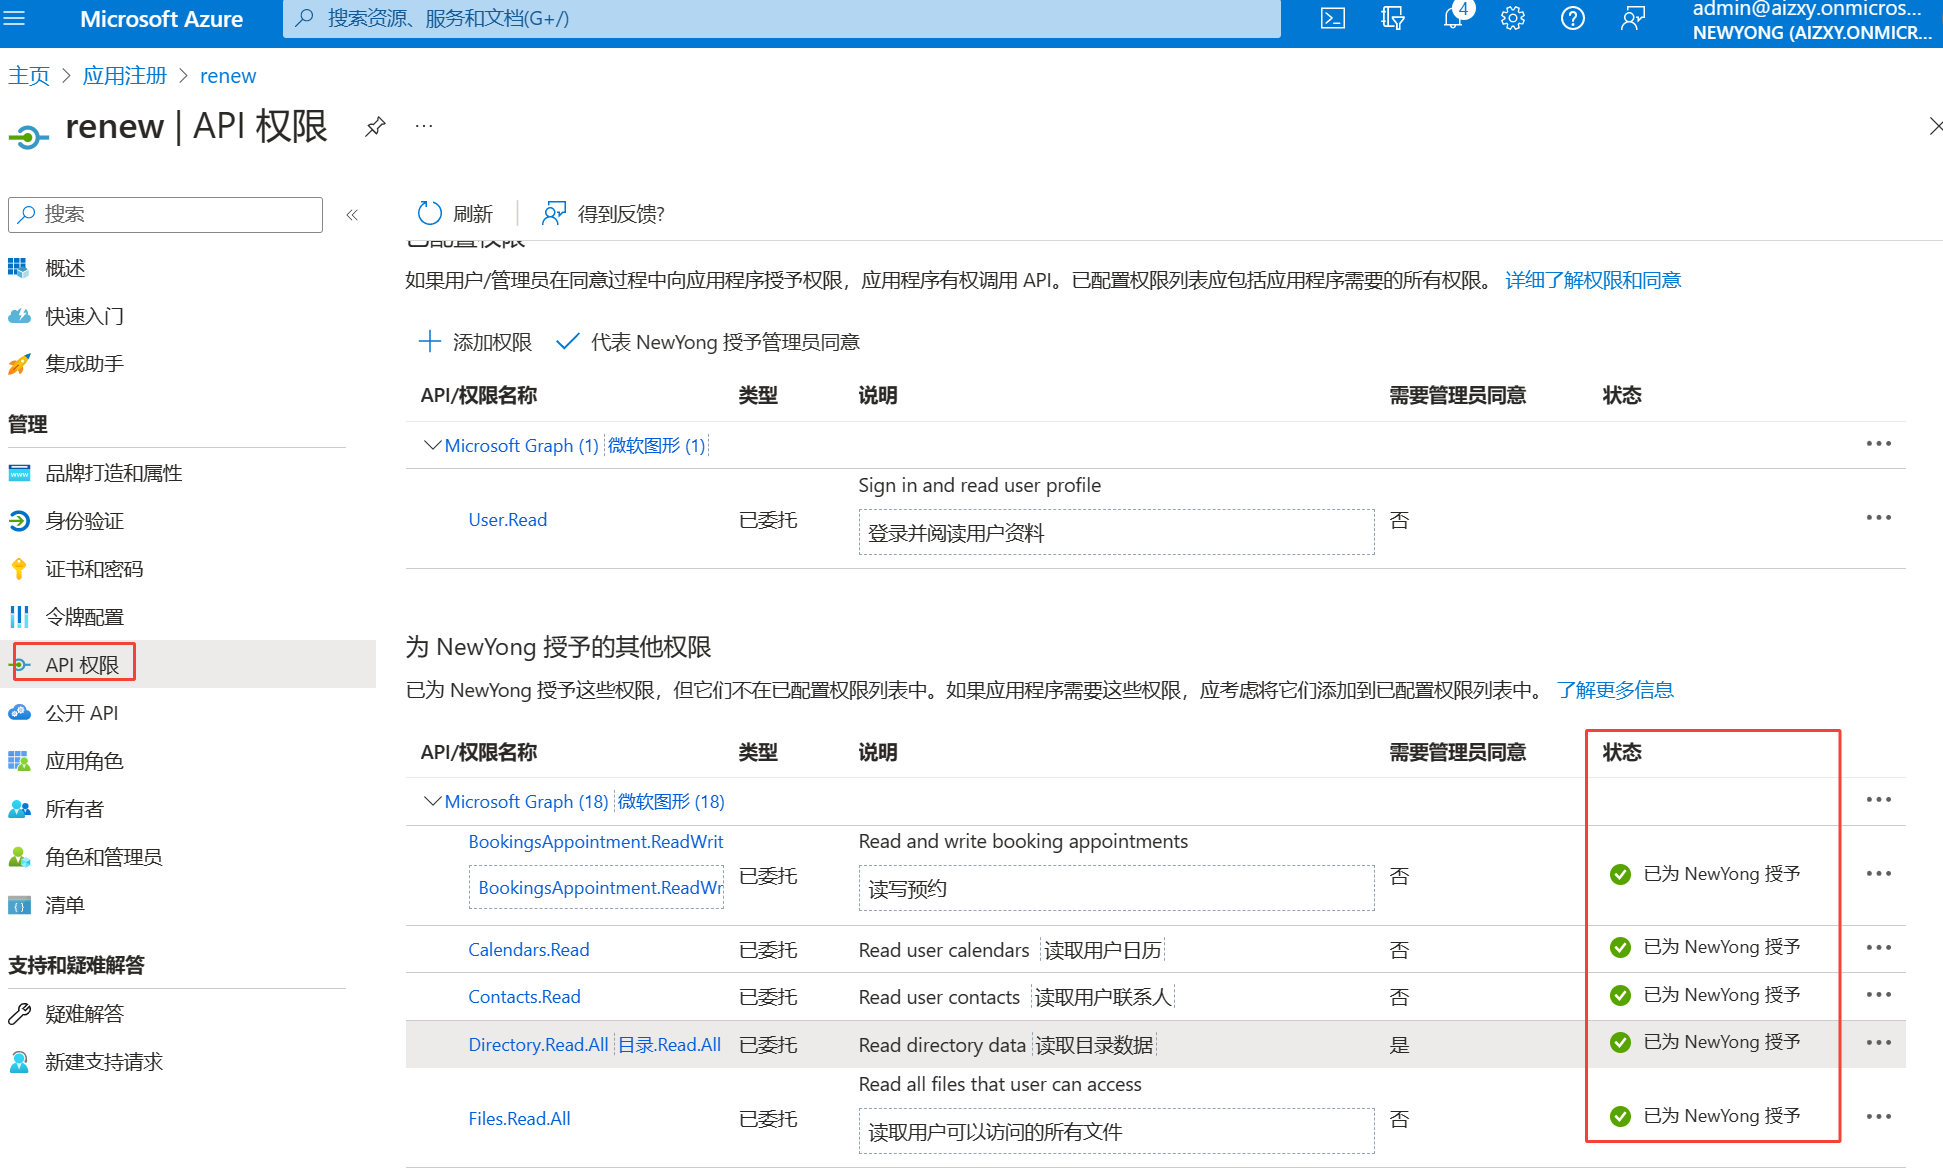 Microsoft Azure
搜索资源、服务和文档(G+/)
4
admin@aizxy.onmicros...
NEWYONG (AIZXY.ONMICR...
主页 > 应用注册 > renew
renew | API 权限
...
搜索
«
刷新
得到反馈?
概述
快速入门
集成助手
管理
品牌打造和属性
身份验证
证书和密码
令牌配置
API 权限
公开 API
应用角色
所有者
角色和管理员
清单
支持和疑难解答
疑难解答
新建支持请求
已配置权限
如果用户/管理员在同意过程中向应用程序授予权限，应用程序有权调用 API。已配置权限列表应包括应用程序需要的所有权限。 详细了解权限和同意
添加权限 代表 NewYong 授予管理员同意
API/权限名称 类型 说明 需要管理员同意 状态
Microsoft Graph (1) 微软图形 (1)
Sign in and read user profile
User.Read 已委托 登录并阅读用户资料 否
为 NewYong 授予的其他权限
已为 NewYong 授予这些权限，但它们不在已配置权限列表中。如果应用程序需要这些权限，应考虑将它们添加到已配置权限列表中。 了解更多信息
API/权限名称 类型 说明 需要管理员同意 状态
Microsoft Graph (18) 微软图形 (18)
BookingsAppointment.ReadWrit Read and write booking appointments
BookingsAppointment.ReadWr 已委托 读写预约 否 已为 NewYong 授予
Calendars.Read 已委托 Read user calendars 读取用户日历 否 已为 NewYong 授予
Contacts.Read 已委托 Read user contacts 读取用户联系人 否 已为 NewYong 授予
Directory.Read.All 目录.Read.All 已委托 Read directory data 读取目录数据 是 已为 NewYong 授予
Read all files that user can access
Files.Read.All 已委托 读取用户可以访问的所有文件 否 已为 NewYong 授予